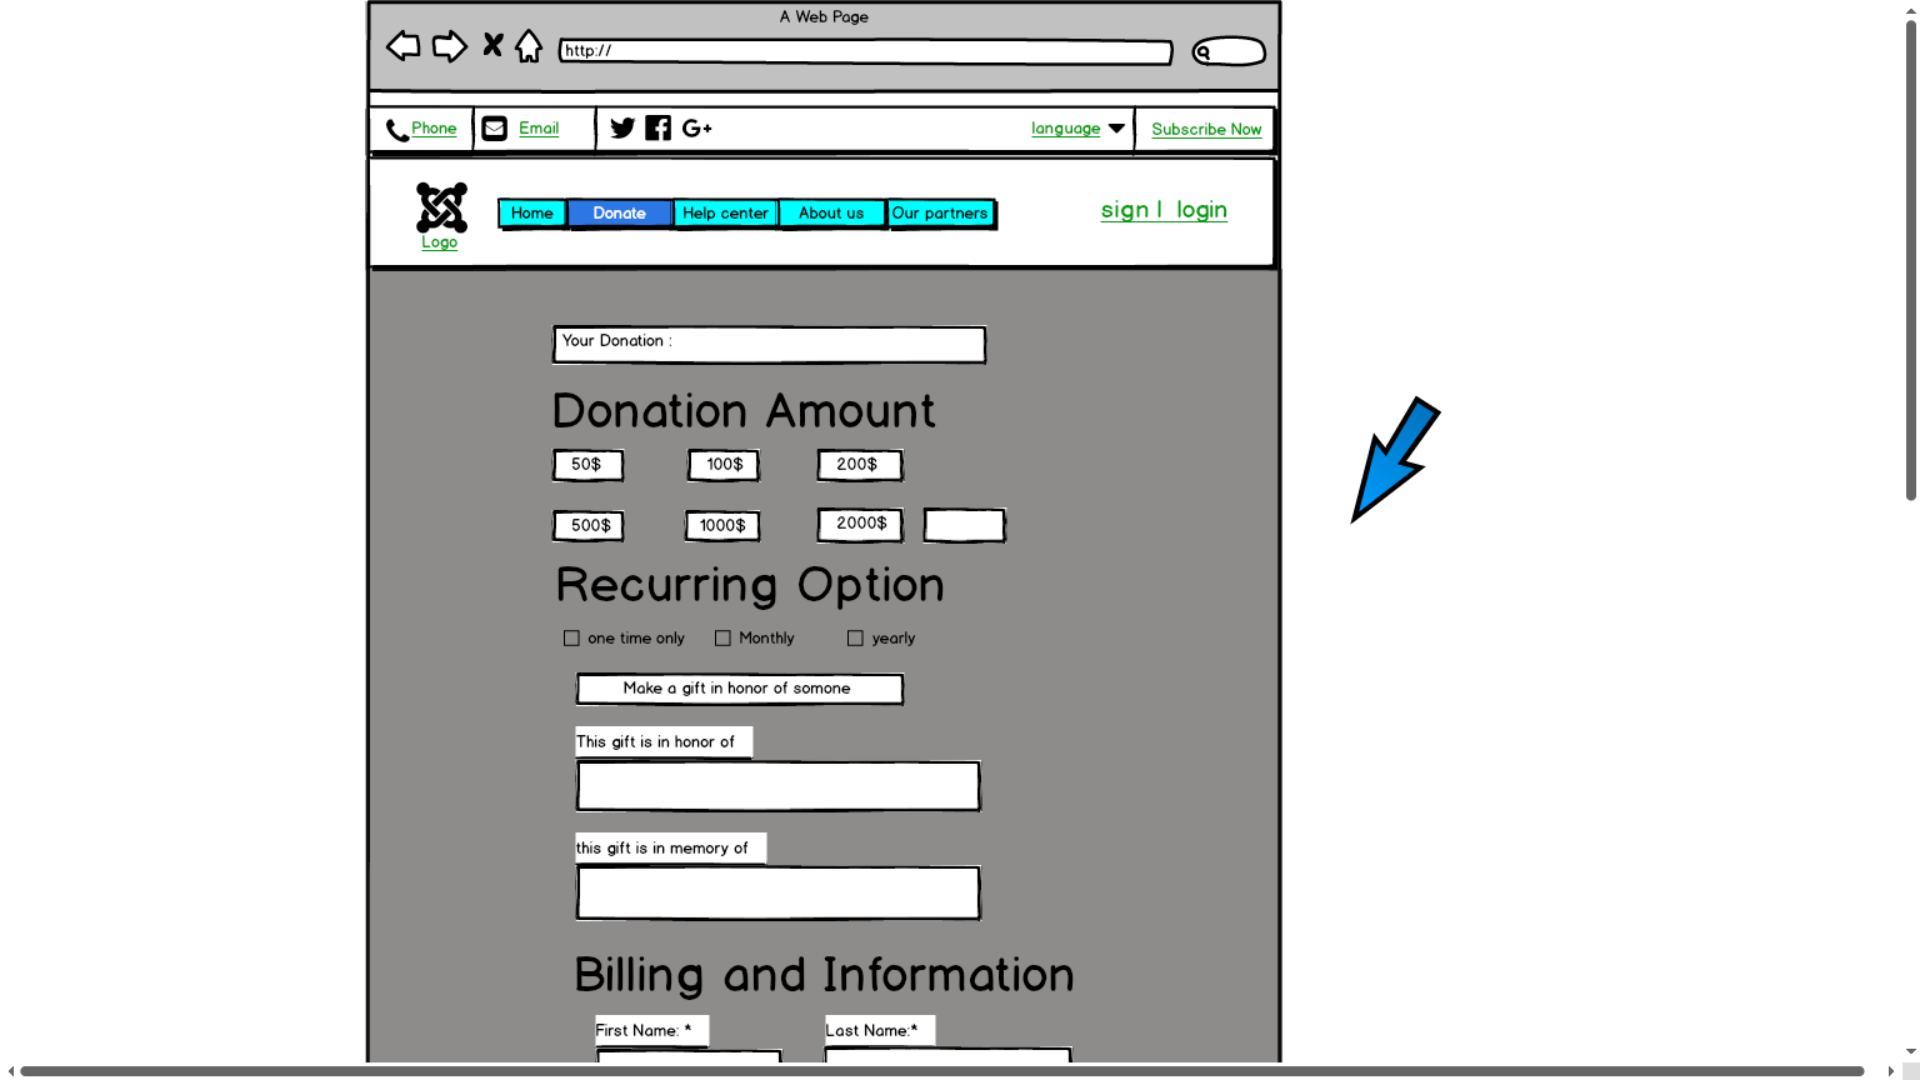 A Web Page
http://
Phone
Email
G+
language
Subscribe Now
Logo
Home
Donate
Help center
About us
Our partners
sign | login
Your Donation :
Donation Amount
50$
100$
200$
500$
1000$
2000$
Recurring Option
one time only
Monthly
yearly
Make a gift in honor of somone
This gift is in honor of
this gift is in memory of
Billing and Information
First Name: *
Last Name:*